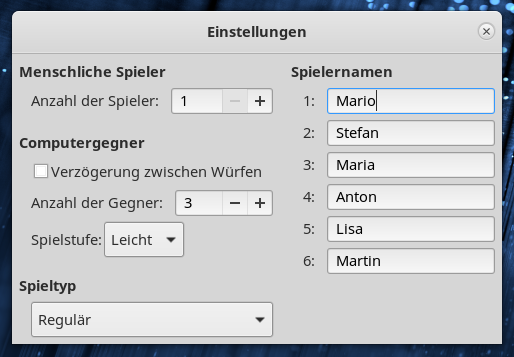 Einstellungen
Menschliche Spieler
Anzahl der Spieler: 1
Computergegner
Verzögerung zwischen Würfen
Anzahl der Gegner: 3
Spielstufe: Leicht
Spieltyp
Regulär
Spielernamen
1: Mario
2: Stefan
3: Maria
4: Anton
5: Lisa
6: Martin